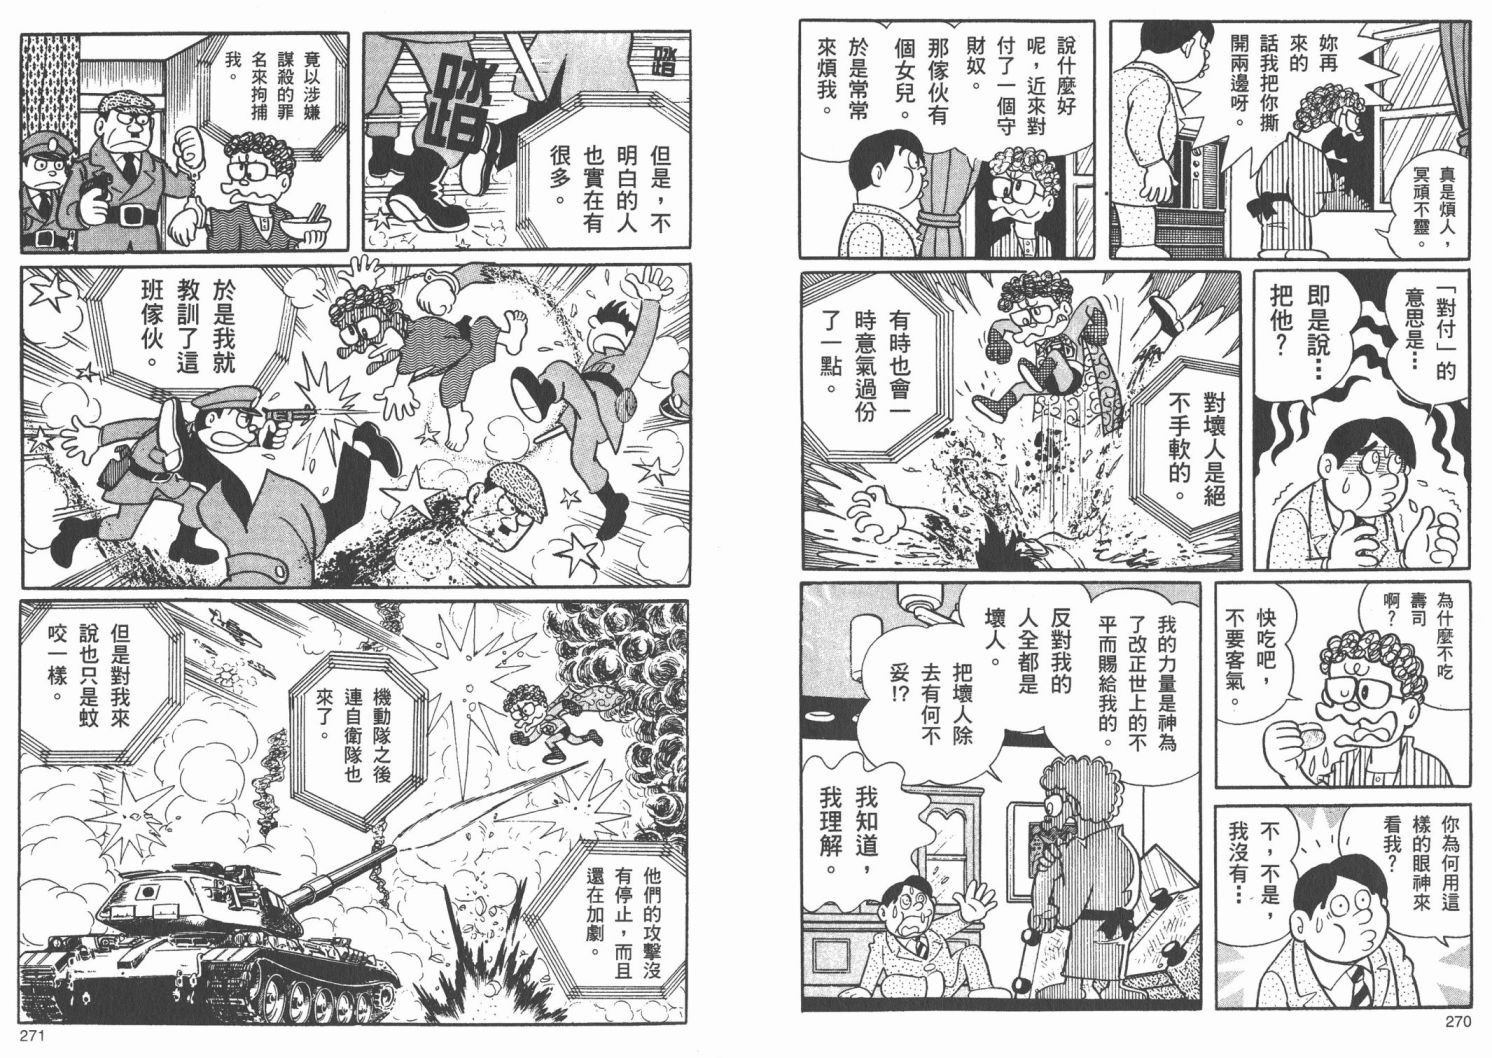 妳再
來的
話我把你撕
開兩邊呀。
真是煩人，
冥頑不靈。
說什麼好
呢，近來對
付了一個守
財奴。
那傢伙有
個女兒。
於是常常
來煩我。
「對付」的
意思是…
即是說…
把他？
對壞人是絕
不手軟的。
有時也會一
時意氣過份
了一點。
為什麼不吃
壽司
啊？
快吃吧，
不要客氣。
你為何用這
樣的眼神來
看我？
不，不是，
我沒有…
我的力量是神為
了改正世上的不
平而賜給我的。
反對我的
人全都是
壞人。
把壞人除
去有何不
妥!?
我知道，
我理解。
270
踏
踏
但是，不
明白的人
也實在有
很多。
竟以涉嫌
謀殺的罪
名來拘捕
我。
於是我就
教訓了這
班傢伙。
機動隊之後
連自衛隊也
來了。
他們的攻擊沒
有停止，而且
還在加劇。
但是對我來
說也只是蚊
咬一樣。
271